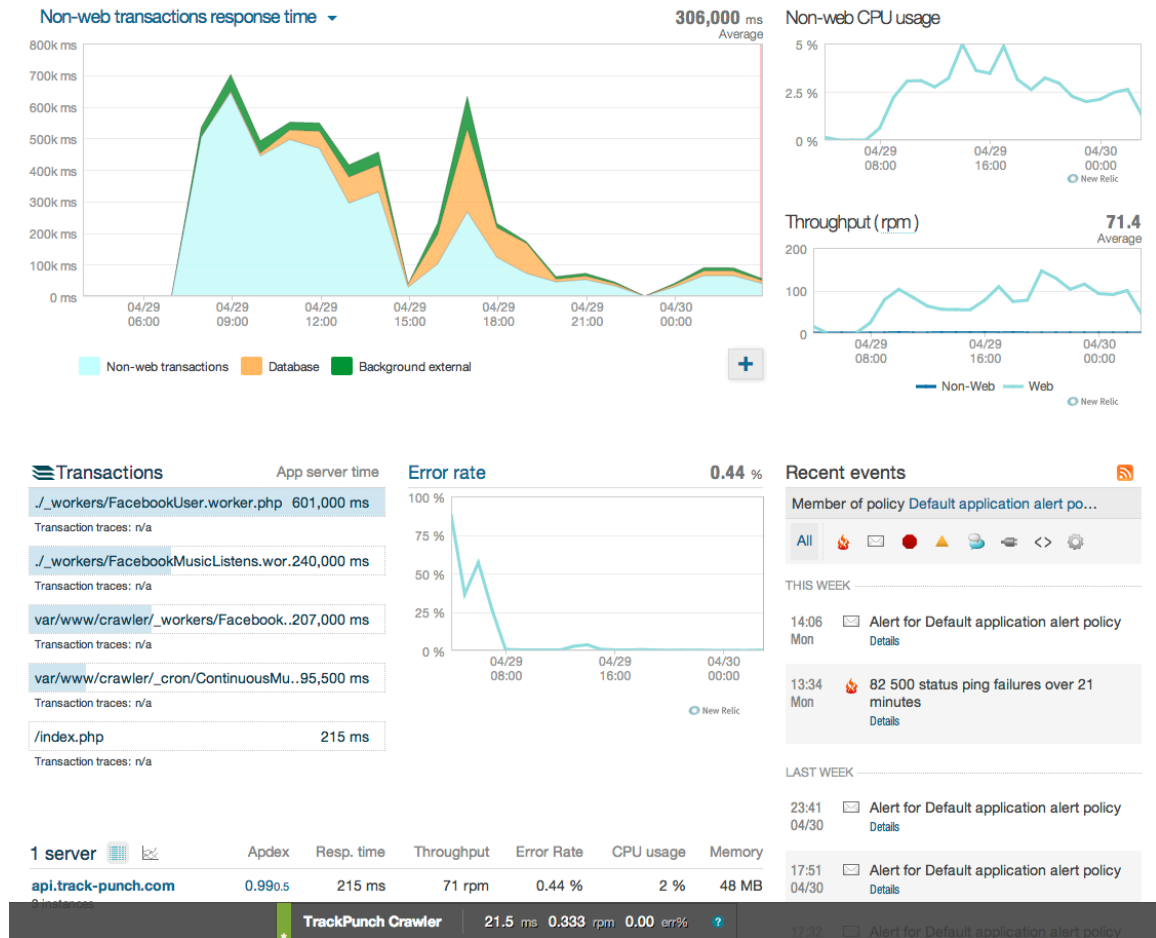 Non-web transactions response time
306,000 ms
Average
800k ms
700k ms
600k ms
500k ms
400k ms
300k ms
200k ms
100k ms
0 ms
04/29 04/29 04/29 04/29 04/29 04/29 04/30
06:00 09:00 12:00 15:00 18:00 21:00 00:00
Non-web transactions Database Background external
+
Non-web CPU usage
5 %
2.5 %
0 %
04/29 04/29 04/30
08:00 16:00 00:00
New Relic
Throughput ( rpm )
71.4
Average
200
100
0
04/29 04/29 04/30
08:00 16:00 00:00
Non-Web Web
New Relic
Transactions App server time
./_workers/FacebookUser.worker.php 601,000 ms
Transaction traces: n/a
./_workers/FacebookMusicListens.wor..240,000 ms
Transaction traces: n/a
var/www/crawler/_workers/Facebook..207,000 ms
Transaction traces: n/a
var/www/crawler/_cron/ContinuousMu..95,500 ms
Transaction traces: n/a
/index.php 215 ms
Transaction traces: n/a
Error rate 0.44 %
100 %
75 %
50 %
25 %
0 %
04/29 04/29 04/30
08:00 16:00 00:00
New Relic
Recent events
Member of policy Default application alert po…
All
THIS WEEK
14:06 Alert for Default application alert policy
Mon Details
13:34 82 500 status ping failures over 21
Mon minutes
Details
LAST WEEK
23:41 Alert for Default application alert policy
04/30 Details
17:51 Alert for Default application alert policy
04/30 Details
17:32 Alert for Default application alert policy
1 server Apdex Resp. time Throughput Error Rate CPU usage Memory
api.track-punch.com 0.990.5 215 ms 71 rpm 0.44 % 2 % 48 MB
3 instances
TrackPunch Crawler 21.5 ms 0.333 rpm 0.00 err% ?